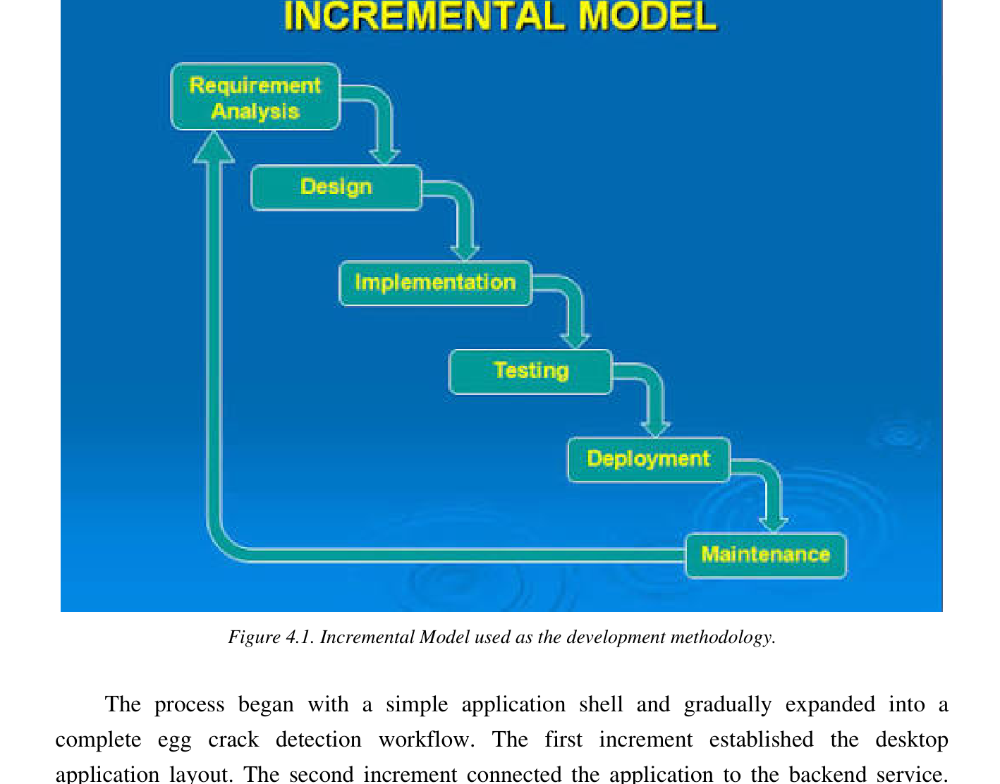 INCREMENTAL MODEL
Requirement
Analysis
Design
Implementation
Testing
Deployment
Maintenance
Figure 4.1. Incremental Model used as the development methodology.
The process began with a simple application shell and gradually expanded into a
complete egg crack detection workflow. The first increment established the desktop
application layout. The second increment connected the application to the backend service.